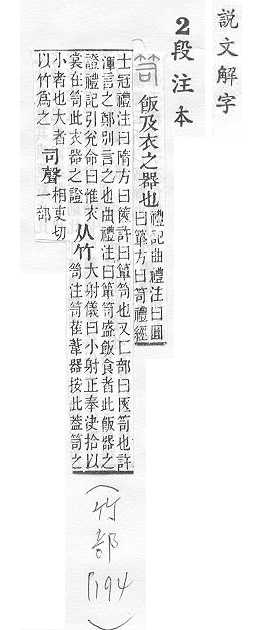 說文解字
2段注本
笥 飯及衣之器也
禮記曲禮注曰圓
曰簞方曰笥禮經
士冠禮注曰隋方曰篋許曰簞笥也又匚部曰匧笥也許
渾言之鄭別言之也曲禮注曰簞笥盛飯食者此飯器之
證禮記引兌命曰惟衣
裳在笥此衣器之證
从竹
大射儀曰小射正奉決拾以
笥注笥萑葦器按此葢笥之
小者也大者
以竹爲之
司聲
相吏切
一部
(竹部 1194)